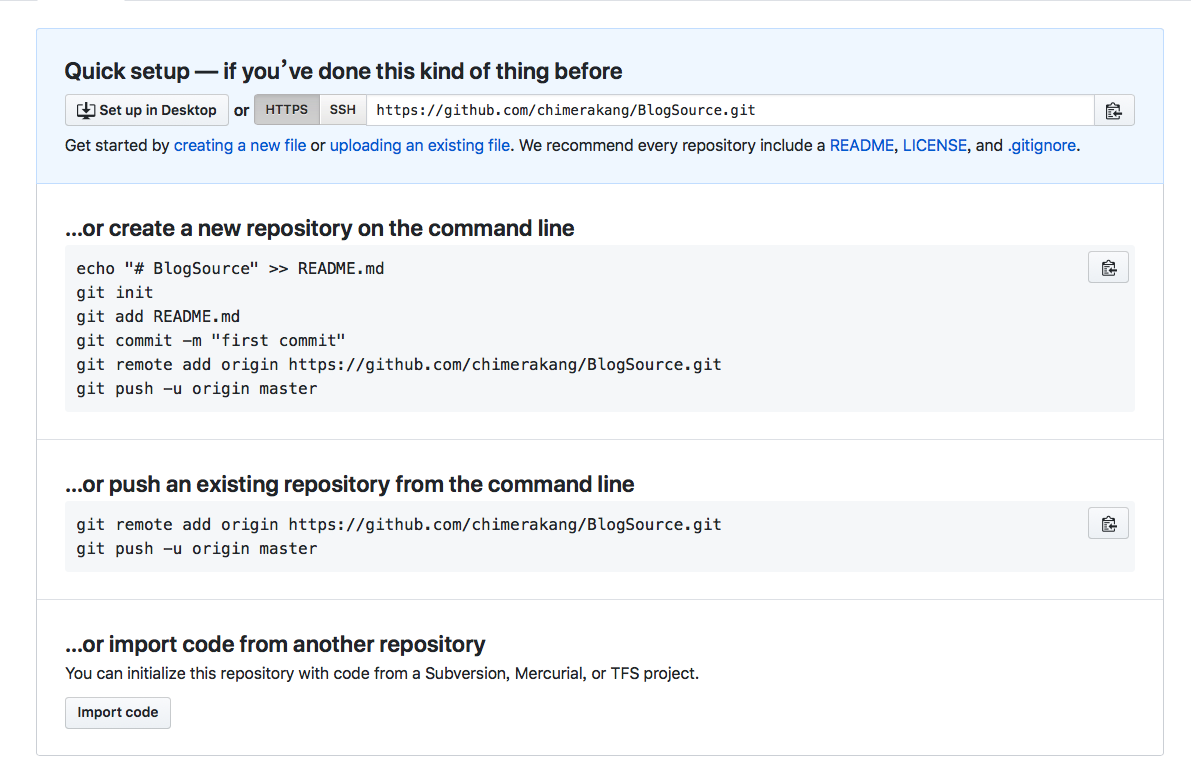 Quick setup — if you’ve done this kind of thing before
Set up in Desktop or HTTPS SSH https://github.com/chimerakang/BlogSource.git
Get started by creating a new file or uploading an existing file. We recommend every repository include a README, LICENSE, and .gitignore.
…or create a new repository on the command line
echo "# BlogSource" >> README.md
git init
git add README.md
git commit -m "first commit"
git remote add origin https://github.com/chimerakang/BlogSource.git
git push -u origin master
…or push an existing repository from the command line
git remote add origin https://github.com/chimerakang/BlogSource.git
git push -u origin master
…or import code from another repository
You can initialize this repository with code from a Subversion, Mercurial, or TFS project.
Import code